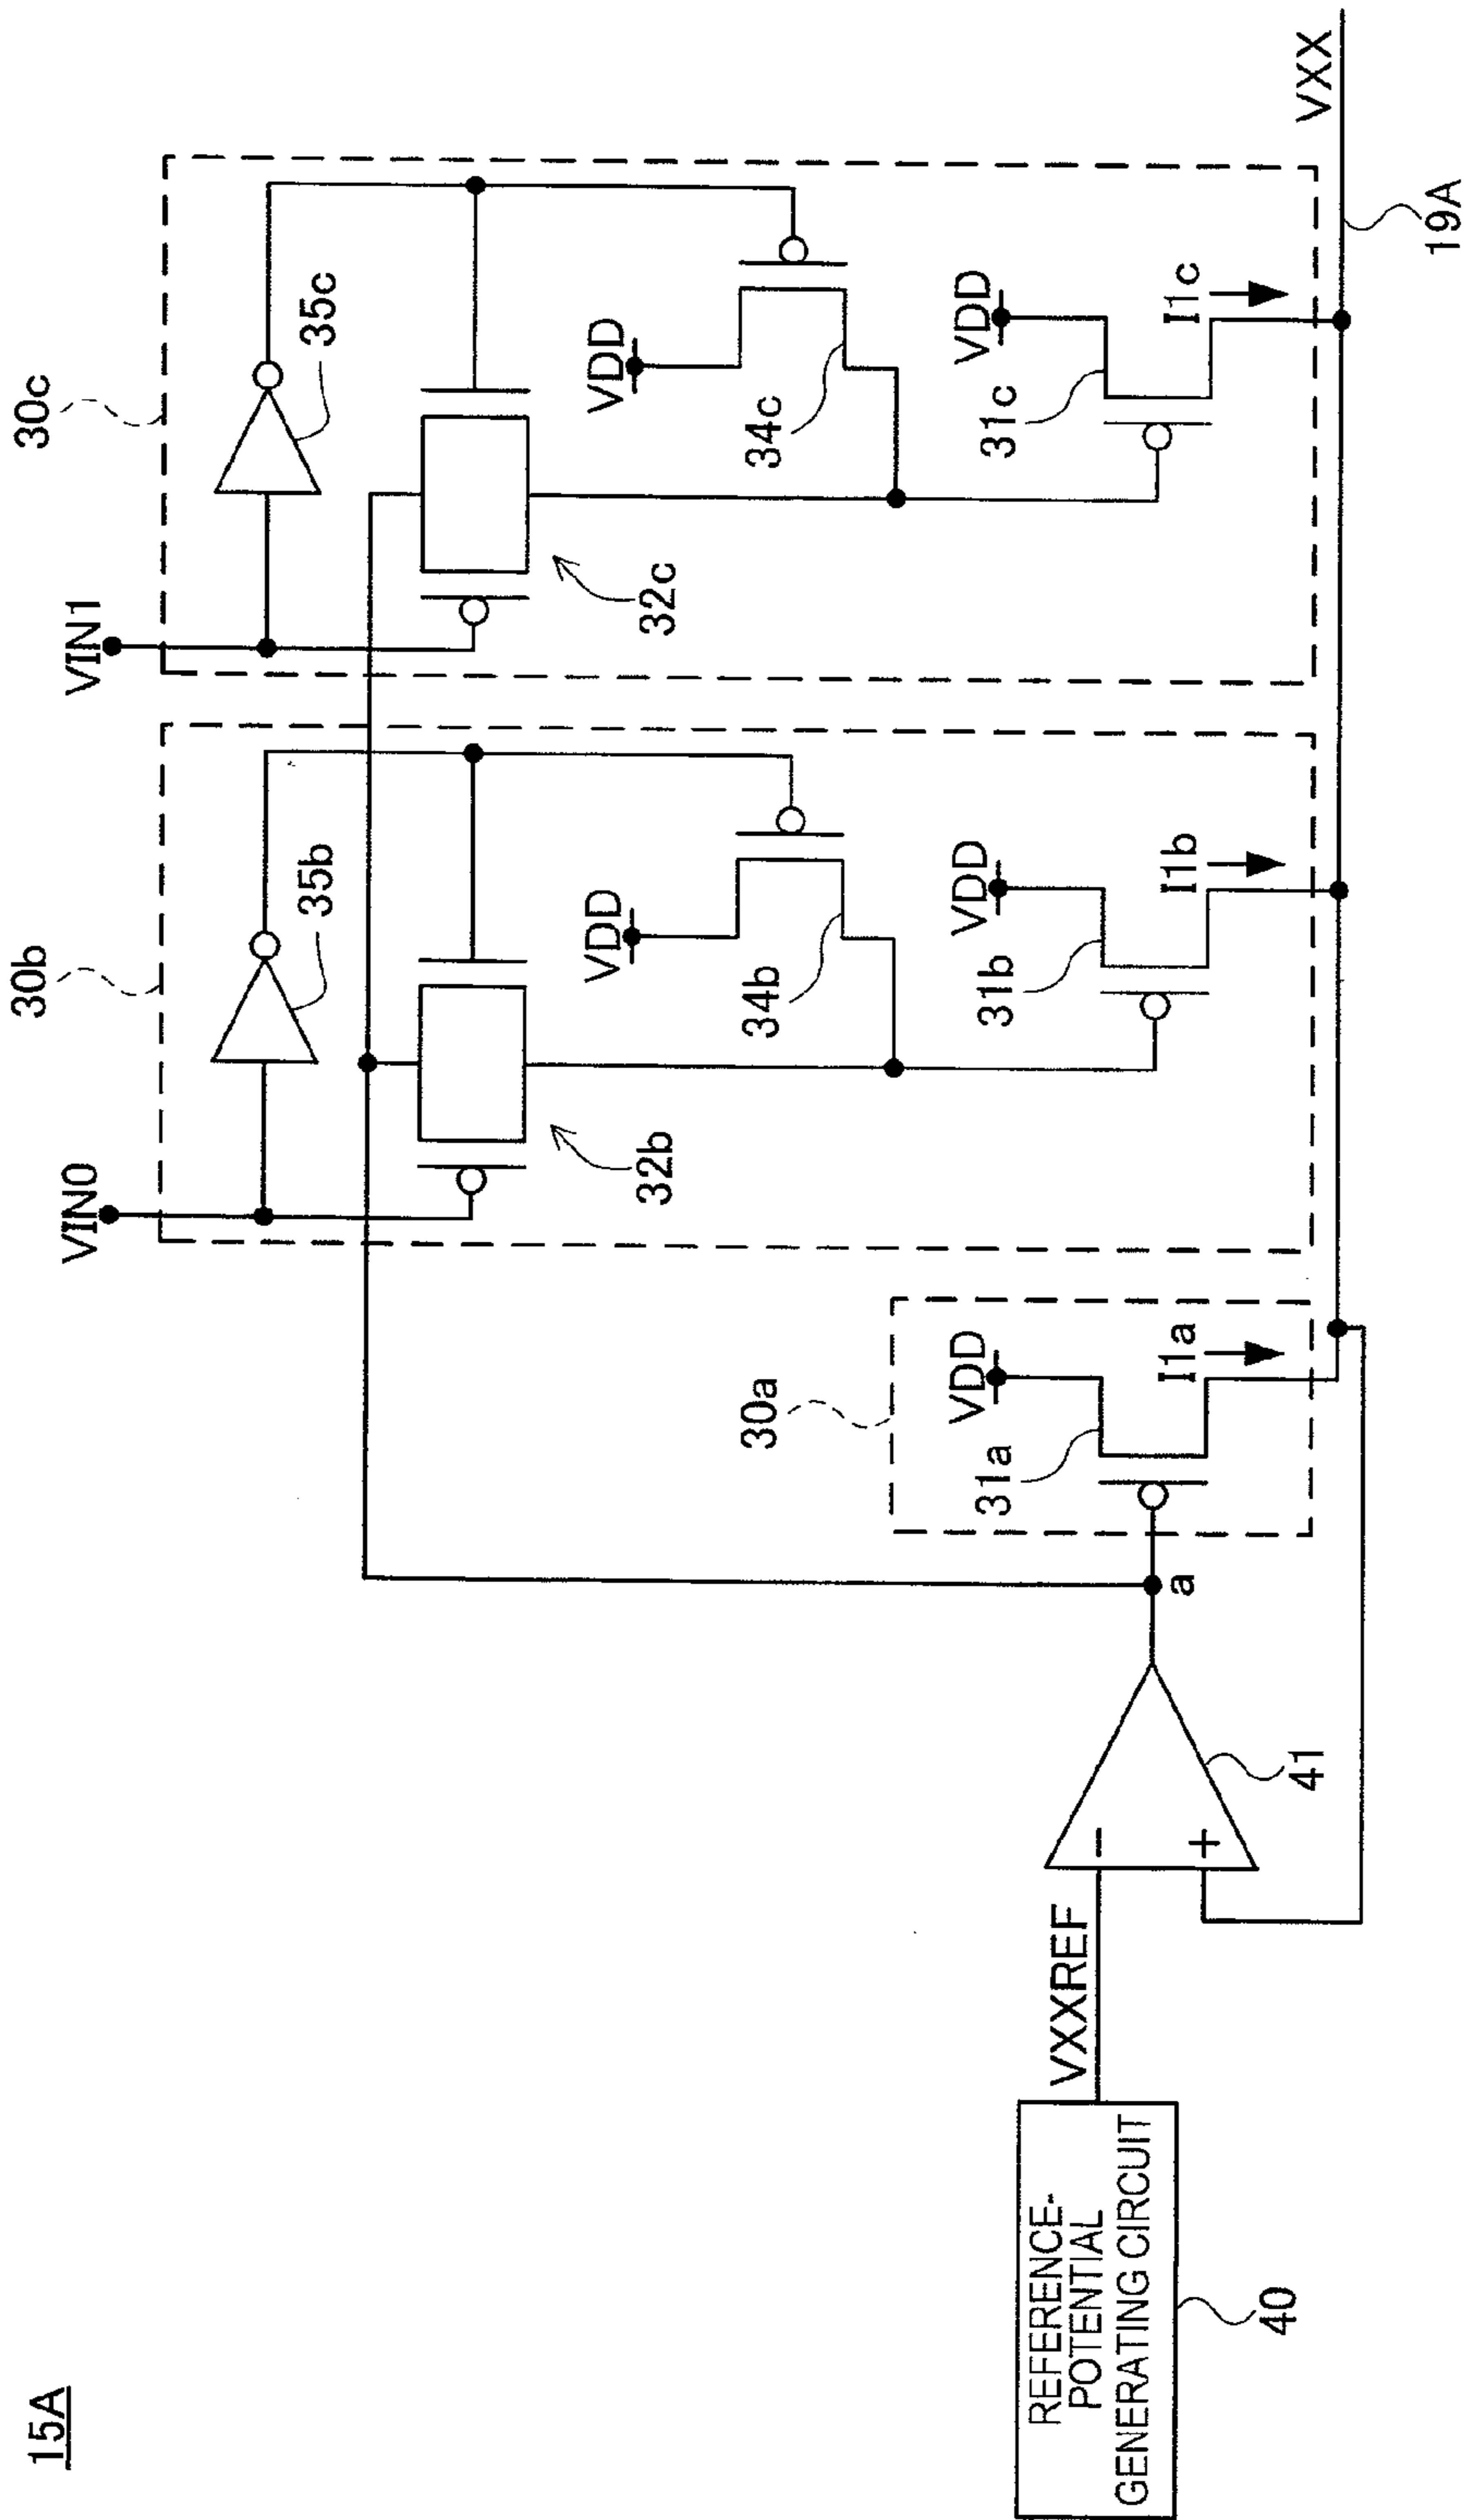 15A
30b
30c
VIN0
VIN1
35b
35c
32b
32c
VDD
VDD
34b
34c
30a
VDD
VDD
VDD
31a
31b
31c
I1a
I1b
I1c
REFERENCE-
POTENTIAL
GENERATING CIRCUIT
40
VXXREF
−
+
41
a
VXX
19A